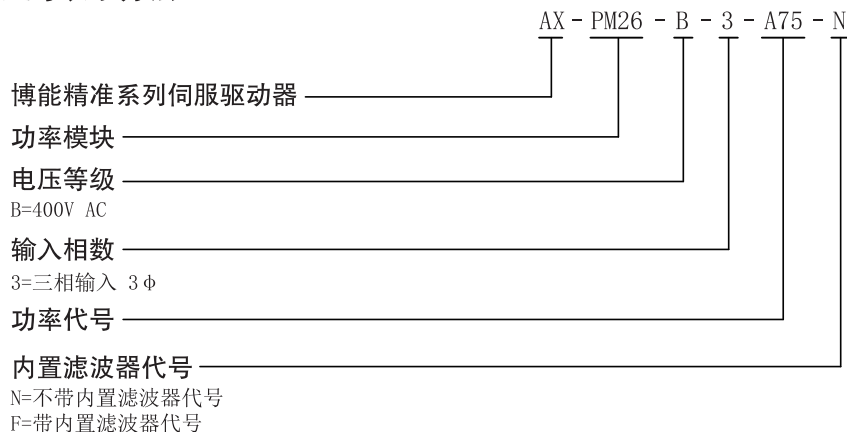 AX - PM26 - B - 3 - A75 - N
博能精准系列伺服驱动器
功率模块
电压等级
B=400V AC
输入相数
3=三相输入 3φ
功率代号
内置滤波器代号
N=不带内置滤波器代号
F=带内置滤波器代号